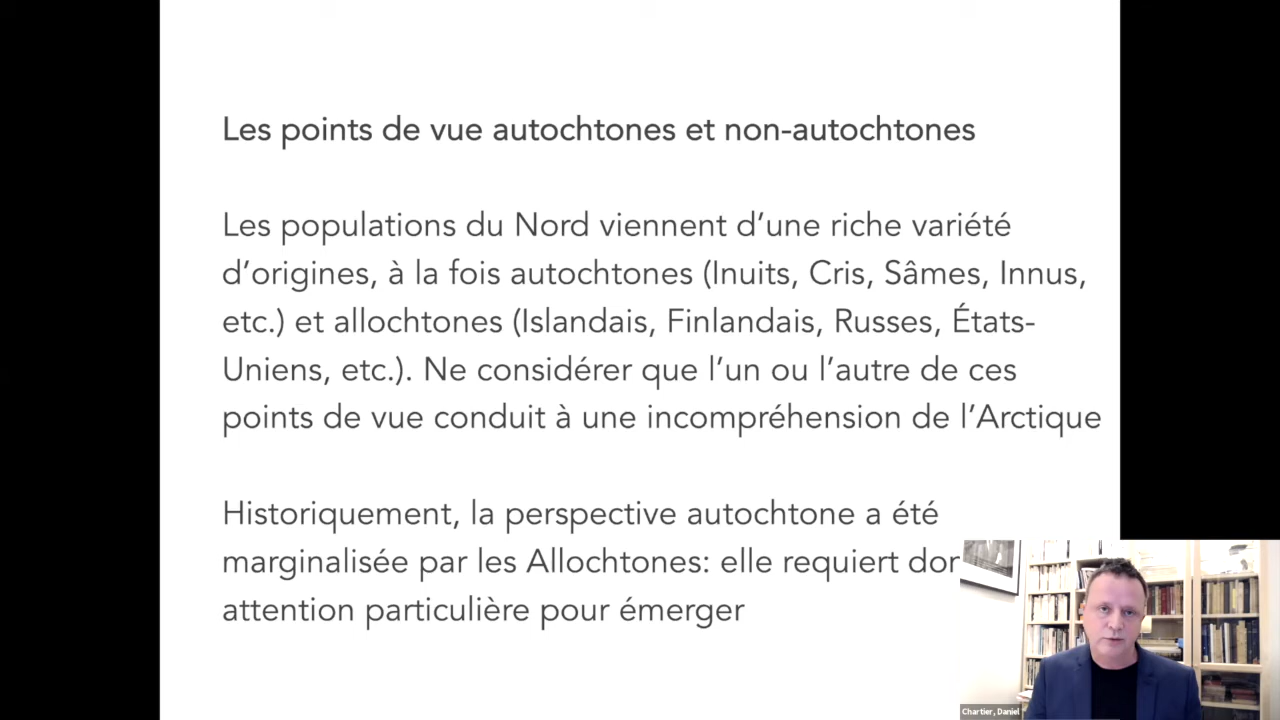 Les points de vue autochtones et non-autochtones
Les populations du Nord viennent d’une riche variété
d’origines, à la fois autochtones (Inuits, Cris, Sâmes, Innus,
etc.) et allochtones (Islandais, Finlandais, Russes, États-
Uniens, etc.). Ne considérer que l’un ou l’autre de ces
points de vue conduit à une incompréhension de l’Arctique
Historiquement, la perspective autochtone a été
marginalisée par les Allochtones: elle requiert
attention particulière pour émerger
Chartier, Daniel